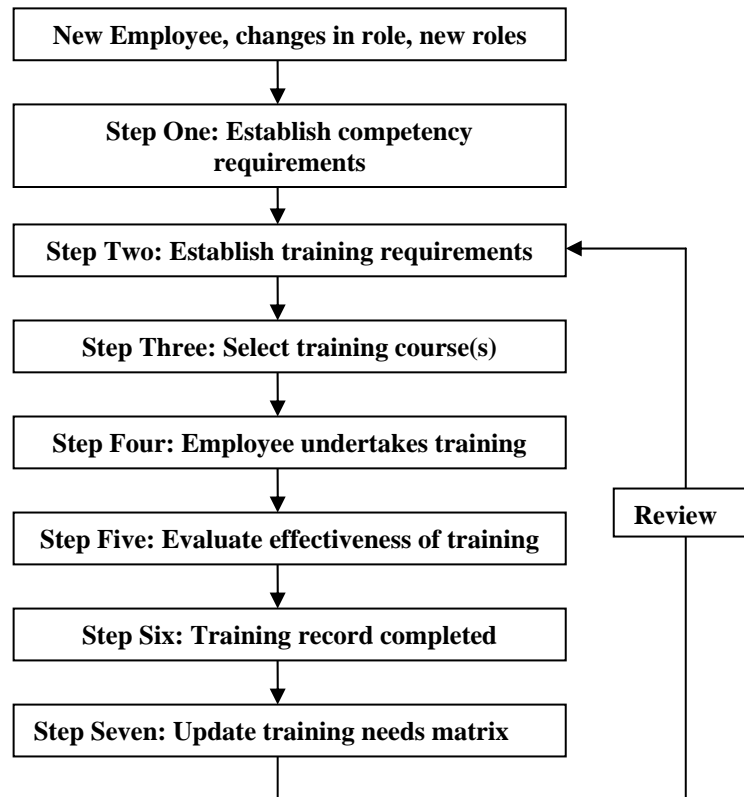 New Employee, changes in role, new roles
Step One: Establish competency
requirements
Step Two: Establish training requirements
Step Three: Select training course(s)
Step Four: Employee undertakes training
Step Five: Evaluate effectiveness of training
Step Six: Training record completed
Step Seven: Update training needs matrix
Review